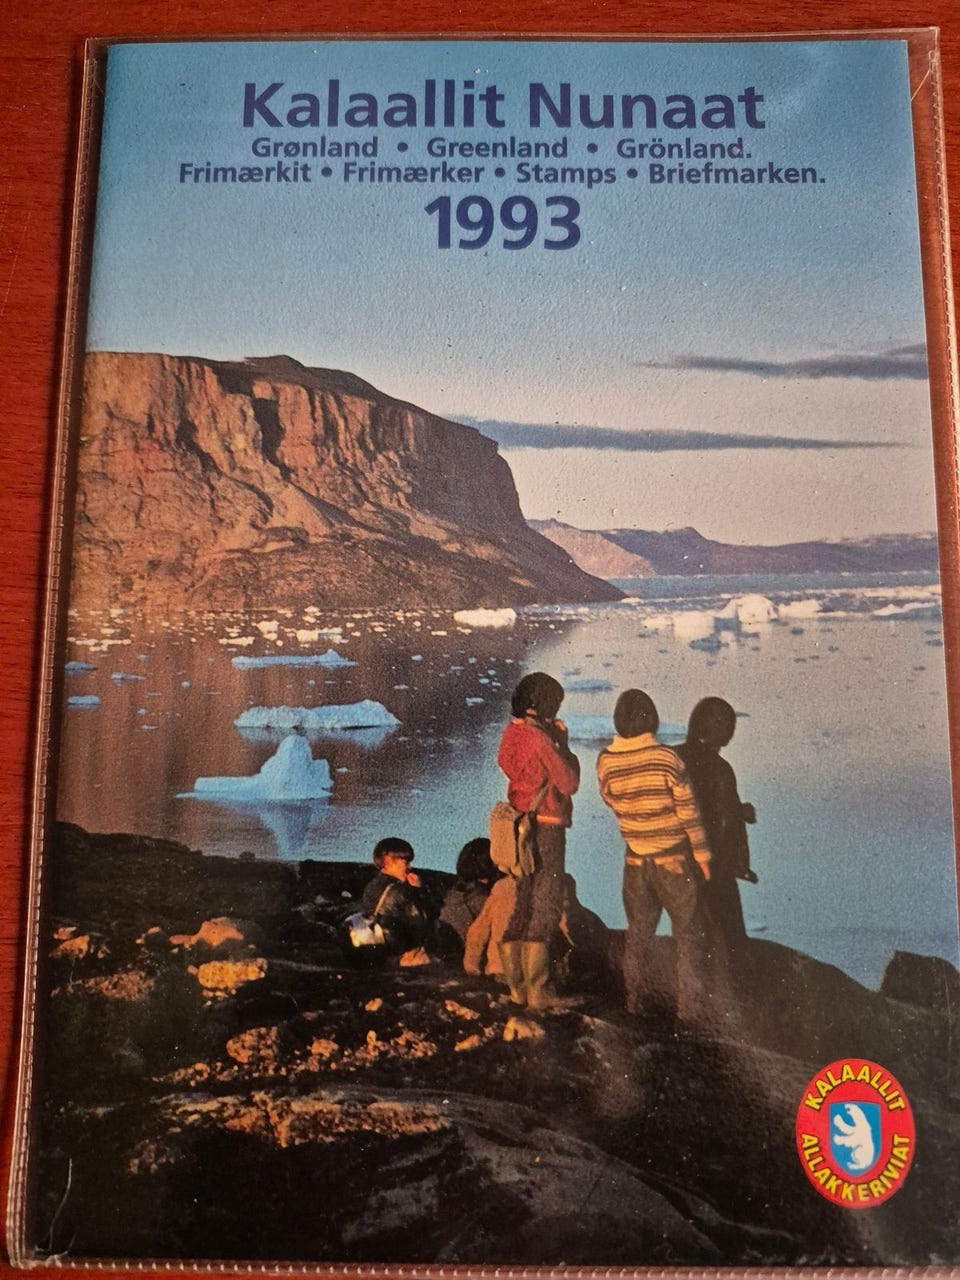 Kalaallit Nunaat
Grønland • Greenland • Grönland.
Frimærkit • Frimærker • Stamps • Briefmarken.
1993
KALAALLIT
ALLAKKERIVIAT